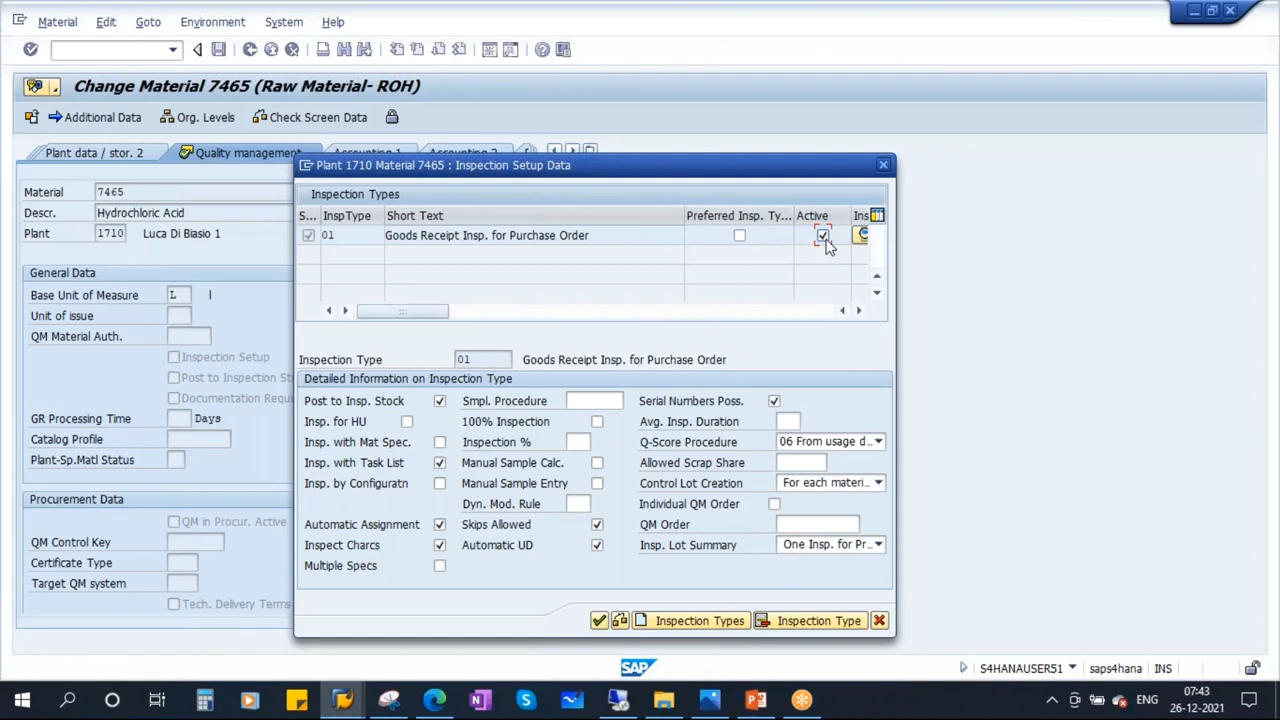 Material Edit Goto Environment System Help
Change Material 7465 (Raw Material- ROH)
Additional Data Org. Levels Check Screen Data
Plant data / stor. 2 Quality management Accounting 1 Accounting 2
Material 7465
Descr. Hydrochloric Acid
Plant 1710 Luca Di Biasio 1
General Data
Base Unit of Measure L l
Unit of issue
QM Material Auth.
Inspection Setup
Post to Inspection St
Documentation Requ
GR Processing Time Days
Catalog Profile
Plant-Sp.Matl Status
Procurement Data
QM in Procur. Active
QM Control Key
Certificate Type
Target QM system
Tech. Delivery Terms
Plant 1710 Material 7465 : Inspection Setup Data
Inspection Types
S... InspType Short Text Preferred Insp. Ty... Active Ins
01 Goods Receipt Insp. for Purchase Order
Inspection Type 01 Goods Receipt Insp. for Purchase Order
Detailed Information on Inspection Type
Post to Insp. Stock Smpl. Procedure Serial Numbers Poss.
Insp. for HU 100% Inspection Avg. Insp. Duration
Insp. with Mat Spec. Inspection % Q-Score Procedure 06 From usage d...
Insp. with Task List Manual Sample Calc. Allowed Scrap Share
Insp. by Configuratn Manual Sample Entry Control Lot Creation For each materi...
Dyn. Mod. Rule Individual QM Order
Automatic Assignment Skips Allowed QM Order
Inspect Charcs Automatic UD Insp. Lot Summary One Insp. for Pr...
Multiple Specs
Inspection Types Inspection Type
SAP
S4HANAUSER51 saps4hana INS
ENG 07:43
26-12-2021